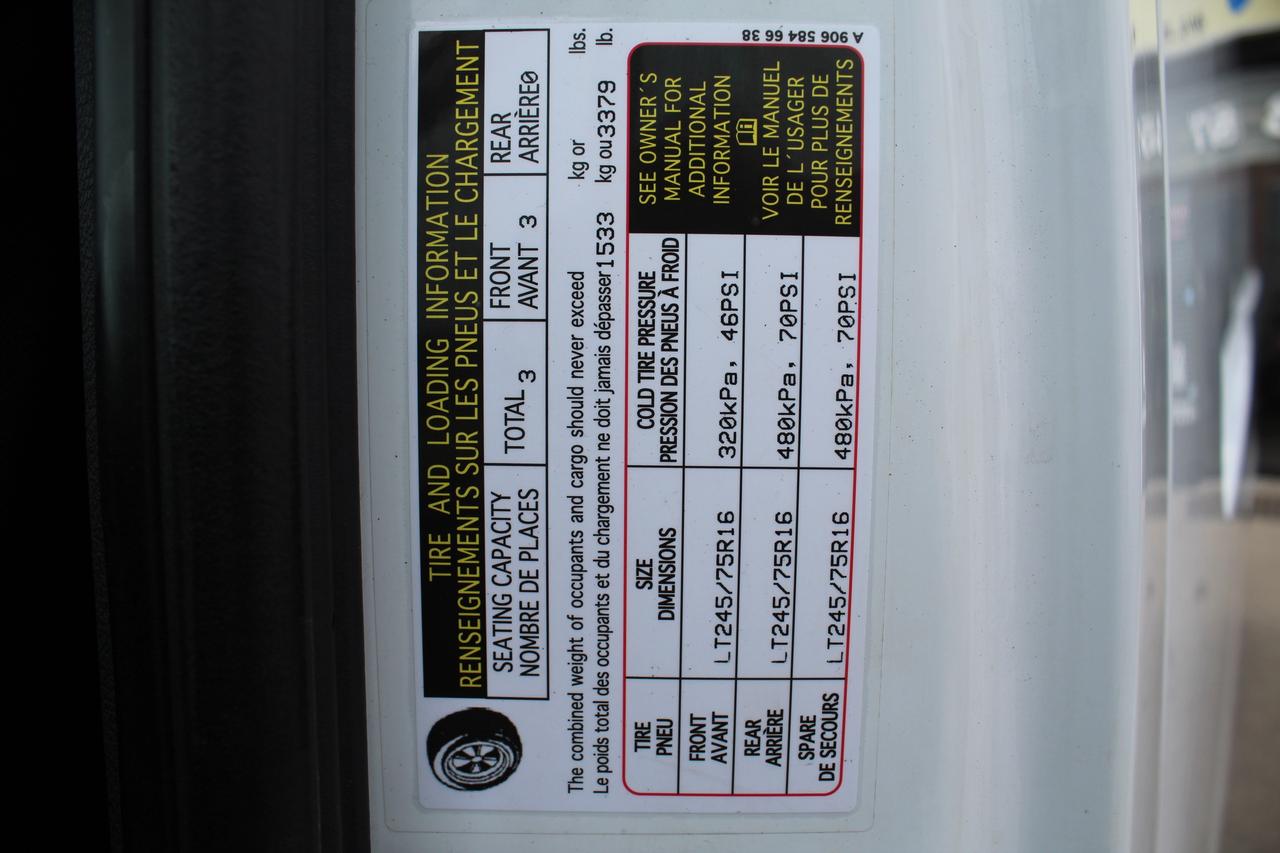 TIRE AND LOADING INFORMATION
RENSEIGNEMENTS SUR LES PNEUS ET LE CHARGEMENT
SEATING CAPACITY
NOMBRE DE PLACES
TOTAL 3
FRONT
AVANT 3
REAR
ARRIÈRE0
The combined weight of occupants and cargo should never exceed kg or lbs.
Le poids total des occupants et du chargement ne doit jamais dépasser1533 kg ou3379 lb.
TIRE
PNEU
SIZE
DIMENSIONS
COLD TIRE PRESSURE
PRESSION DES PNEUS À FROID
FRONT
AVANT
LT245/75R16
320kPa, 46PSI
REAR
ARRIÈRE
LT245/75R16
480kPa, 70PSI
SPARE
DE SECOURS
LT245/75R16
480kPa, 70PSI
SEE OWNER´S
MANUAL FOR
ADDITIONAL
INFORMATION
VOIR LE MANUEL
DE L´USAGER
POUR PLUS DE
RENSEIGNEMENTS
A 906 584 66 38